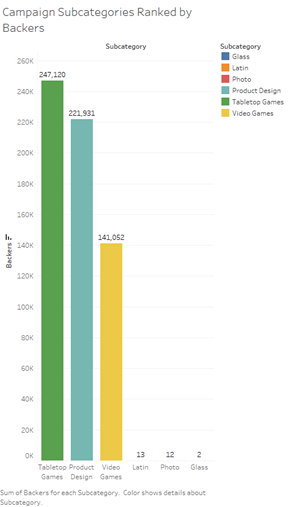 Campaign Subcategories Ranked by
Backers
Subcategory
Subcategory
Glass
Latin
Photo
Product Design
Tabletop Games
Video Games
260K
240K
220K
200K
180K
160K
140K
120K
100K
80K
60K
40K
20K
0K
Backers
247,120
221,931
141,052
13
12
2
Tabletop
Games
Product
Design
Video
Games
Latin
Photo
Glass
Sum of Backers for each Subcategory. Color shows details about
Subcategory.